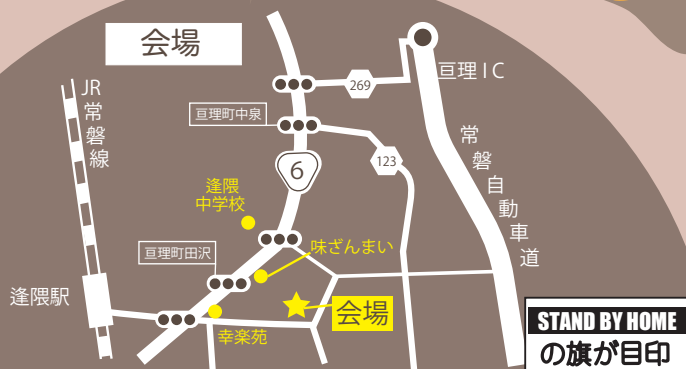 会場
JR常磐線
亘理IC
269
亘理町中泉
6
123
常磐自動車道
逢隈
中学校
味ざんまい
亘理町田沢
逢隈駅
会場
幸楽苑
STAND BY HOME
の旗が目印